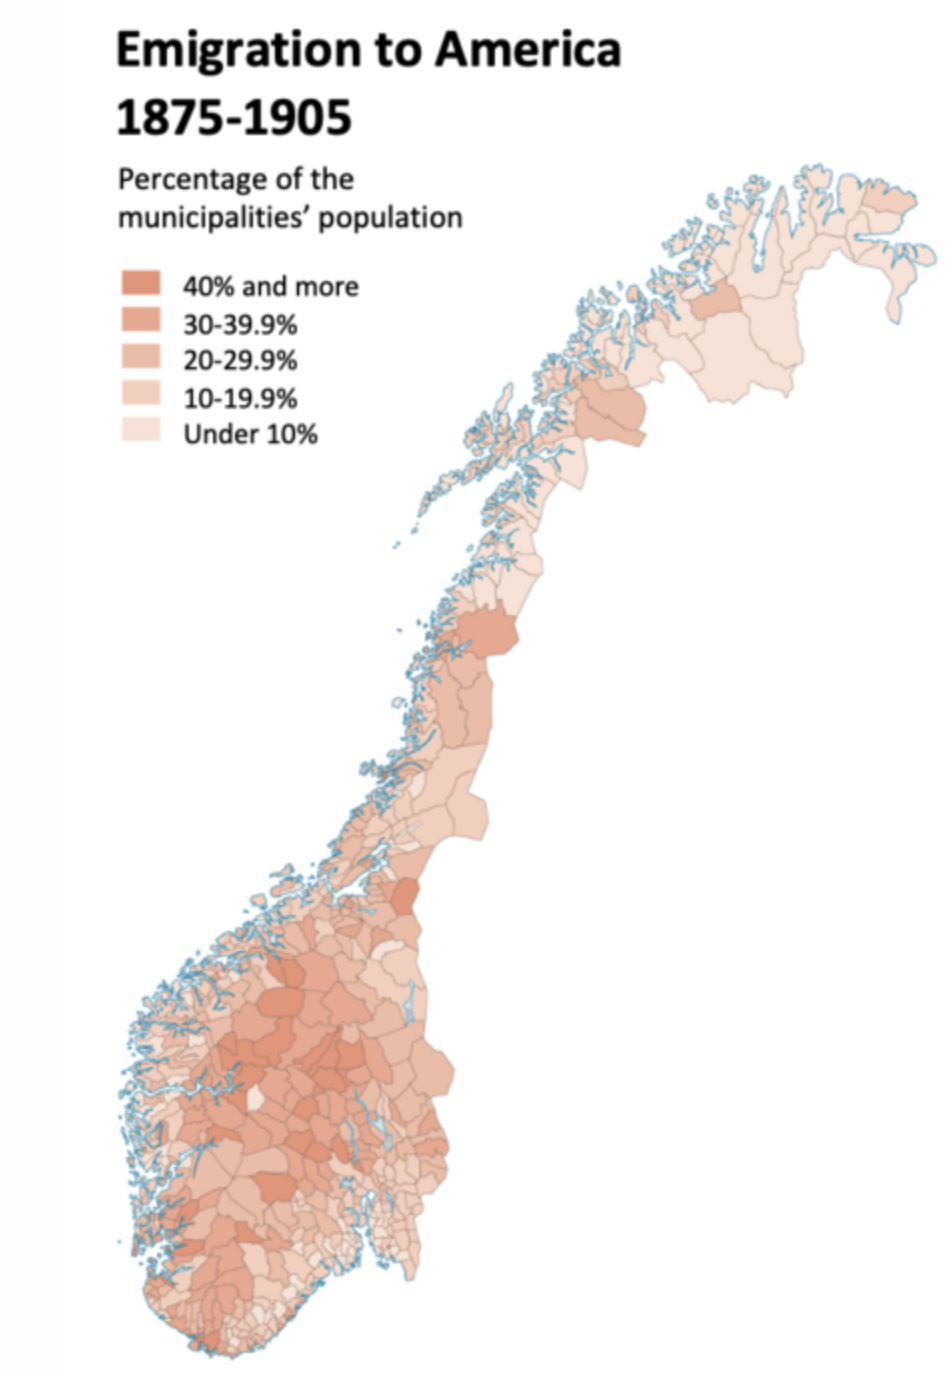 Emigration to America
1875-1905
Percentage of the
municipalities’ population
40% and more
30-39.9%
20-29.9%
10-19.9%
Under 10%